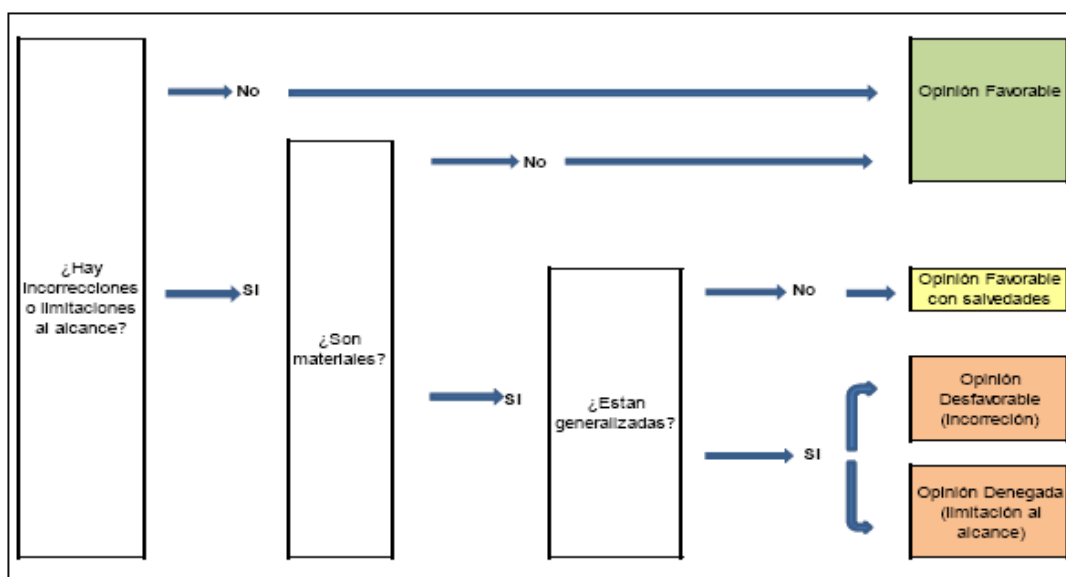 No
Opinión Favorable
No
¿Hay
Incorrecciones
o limitaciones
al alcance?
SI
¿Son
materiales?
No
Opinión Favorable
con salvedades
SI
¿Estan
generalizadas?
SI
Opinión
Desfavorable
(Incorreción)
Opinión Denegada
(limitación al
alcance)